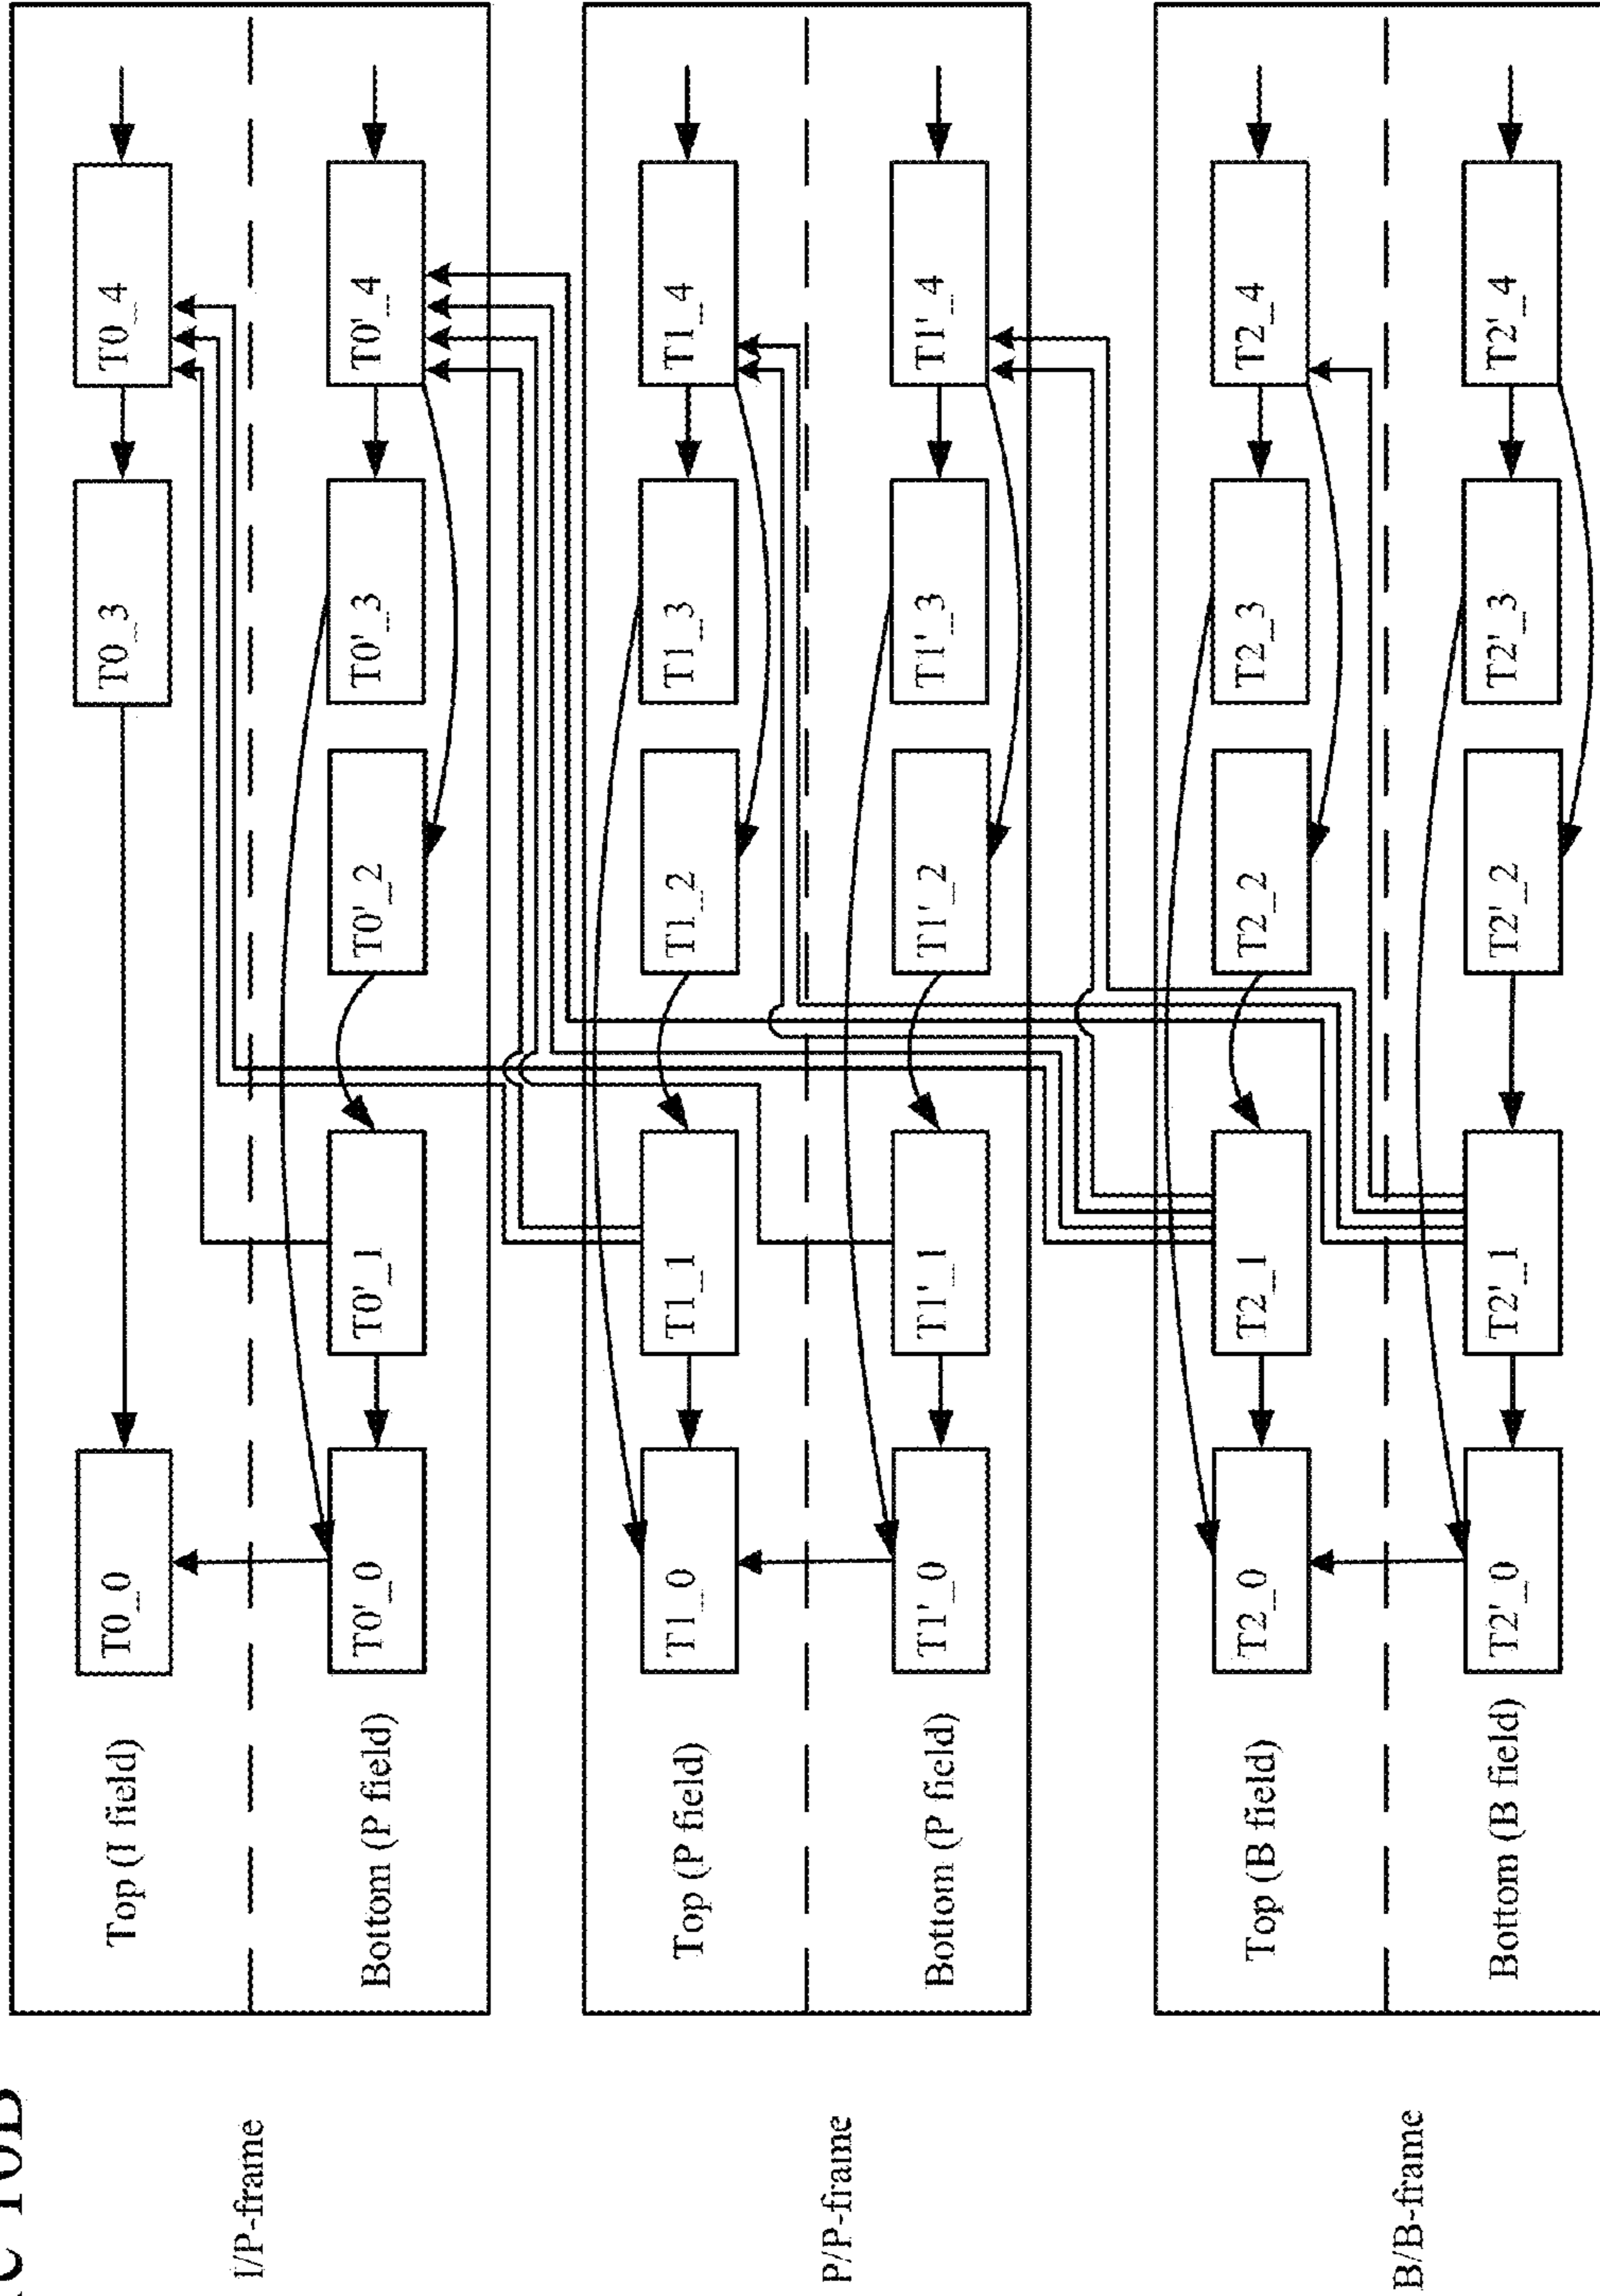 10B
I/P-frame
Top (I field)
T0_0
T0_3
T0_4
Bottom (P field)
T0'_0
T0'_1
T0'_2
T0'_3
T0'_4
P/P-frame
Top (P field)
T1_0
T1_1
T1_2
T1_3
T1_4
Bottom (P field)
T1'_0
T1'_1
T1'_2
T1'_3
T1'_4
B/B-frame
Top (B field)
T2_0
T2_1
T2_2
T2_3
T2_4
Bottom (B field)
T2'_0
T2'_1
T2'_2
T2'_3
T2'_4